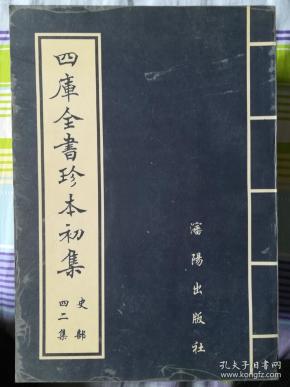 四庫全書珍本初集
史部
四二集
瀋陽出版社
孔夫子旧书网